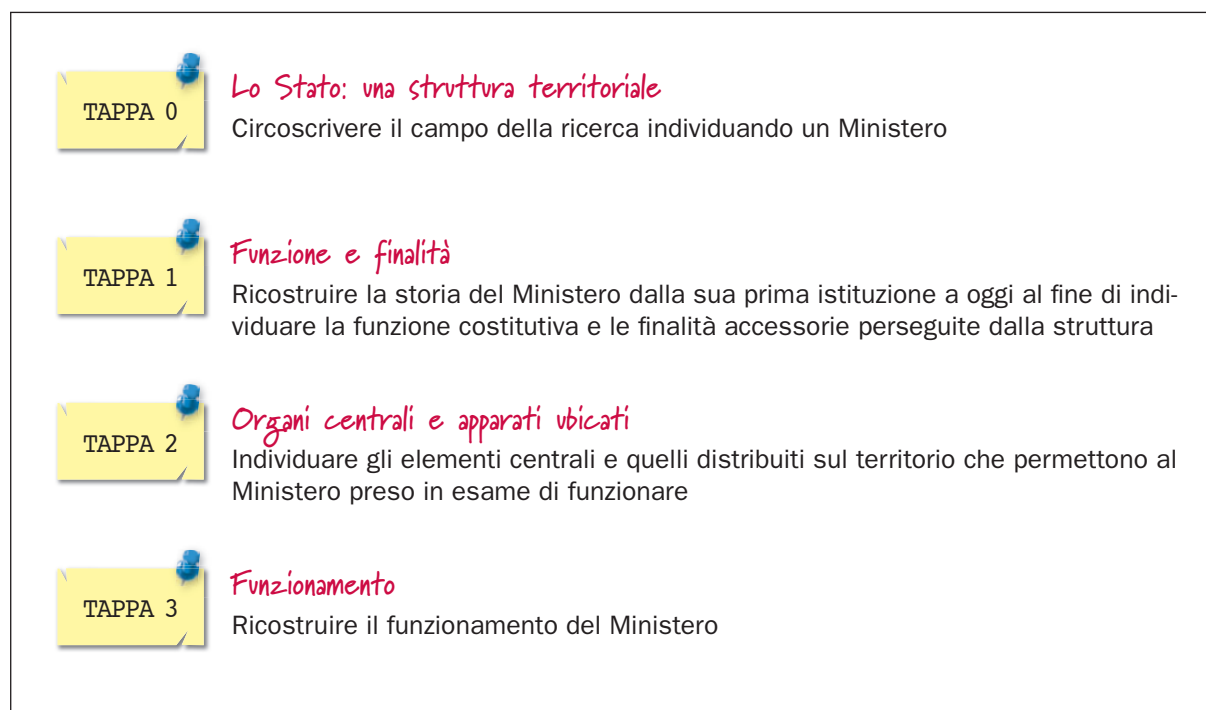 TAPPA 0
Lo Stato: una struttura territoriale
Circoscrivere il campo della ricerca individuando un Ministero
TAPPA 1
Funzione e finalità
Ricostruire la storia del Ministero dalla sua prima istituzione a oggi al fine di indi-
viduare la funzione costitutiva e le finalità accessorie perseguite dalla struttura
TAPPA 2
Organi centrali e apparati ubicati
Individuare gli elementi centrali e quelli distribuiti sul territorio che permettono al
Ministero preso in esame di funzionare
TAPPA 3
Funzionamento
Ricostruire il funzionamento del Ministero